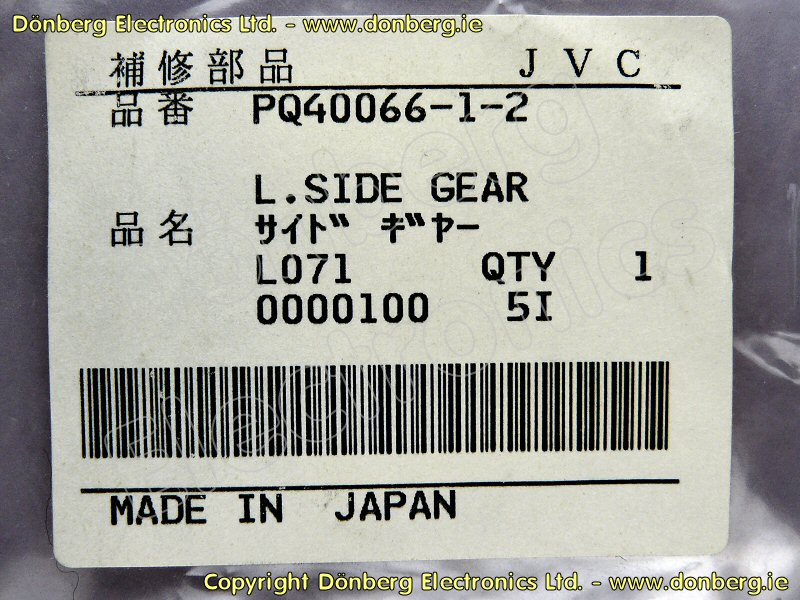 Dönberg Electronics Ltd. - www.donberg.ie
補修部品 JVC
品番 PQ40066-1-2
L.SIDE GEAR
品名 ｻｲﾄﾞ ｷﾞﾔｰ
L071 QTY 1
0000100 5I
MADE IN JAPAN
Dönberg Electronics
Copyright Dönberg Electronics Ltd. - www.donberg.ie